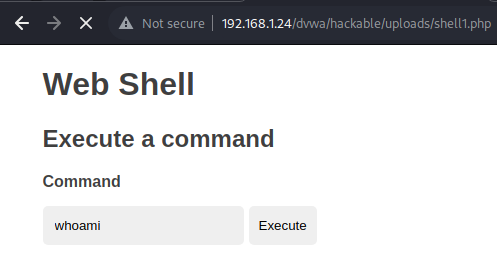 Not secure 192.168.1.24/dvwa/hackable/uploads/shell1.php
Web Shell
Execute a command
Command
whoami Execute